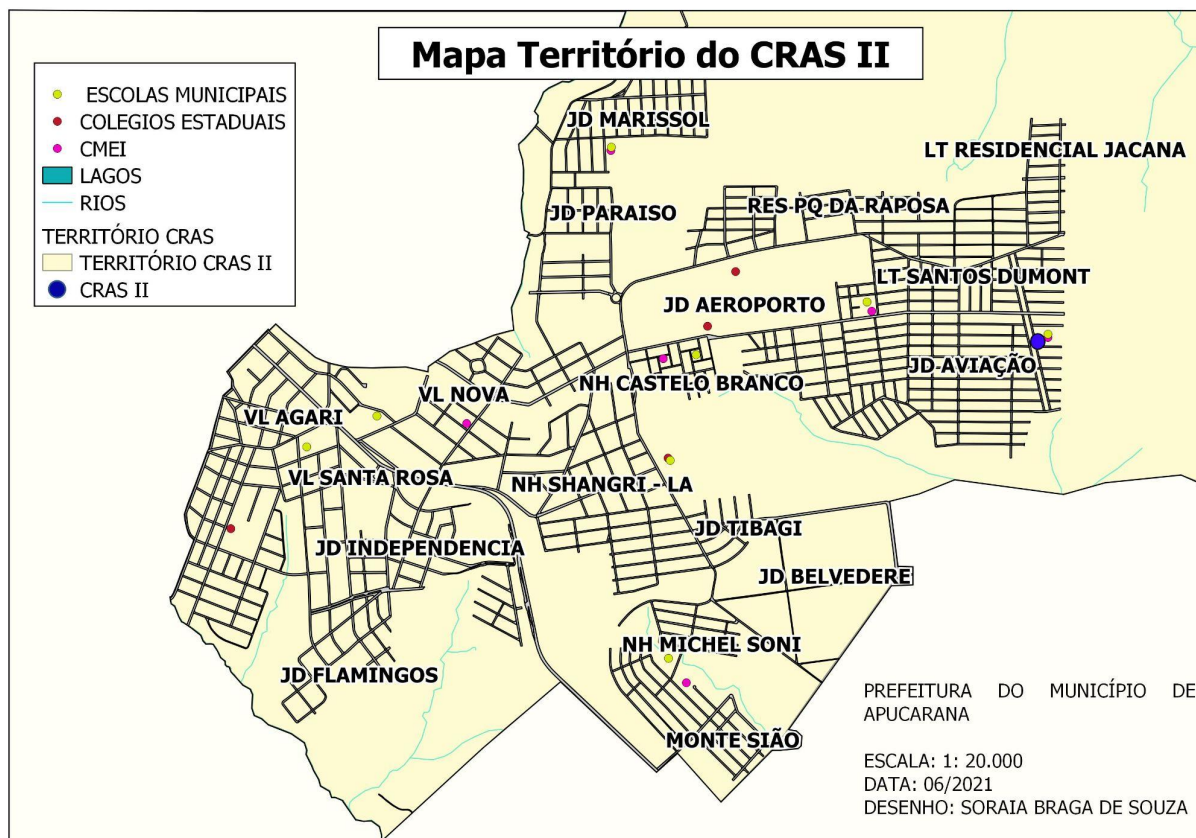 Mapa Território do CRAS II
ESCOLAS MUNICIPAIS
COLEGIOS ESTADUAIS
CMEI
LAGOS
RIOS
TERRITÓRIO CRAS
TERRITÓRIO CRAS II
CRAS II
JD MARISSOL
LT RESIDENCIAL JACANA
JD PARAISO
RES PQ DA RAPOSA
LT SANTOS DUMONT
JD AEROPORTO
JD AVIAÇÃO
NH CASTELO BRANCO
VL NOVA
VL AGARI
VL SANTA ROSA
NH SHANGRI - LA
JD TIBAGI
JD INDEPENDENCIA
JD BELVEDERE
NH MICHEL SONI
JD FLAMINGOS
MONTE SIÃO
PREFEITURA DO MUNICÍPIO DE
APUCARANA
ESCALA: 1: 20.000
DATA: 06/2021
DESENHO: SORAIA BRAGA DE SOUZA